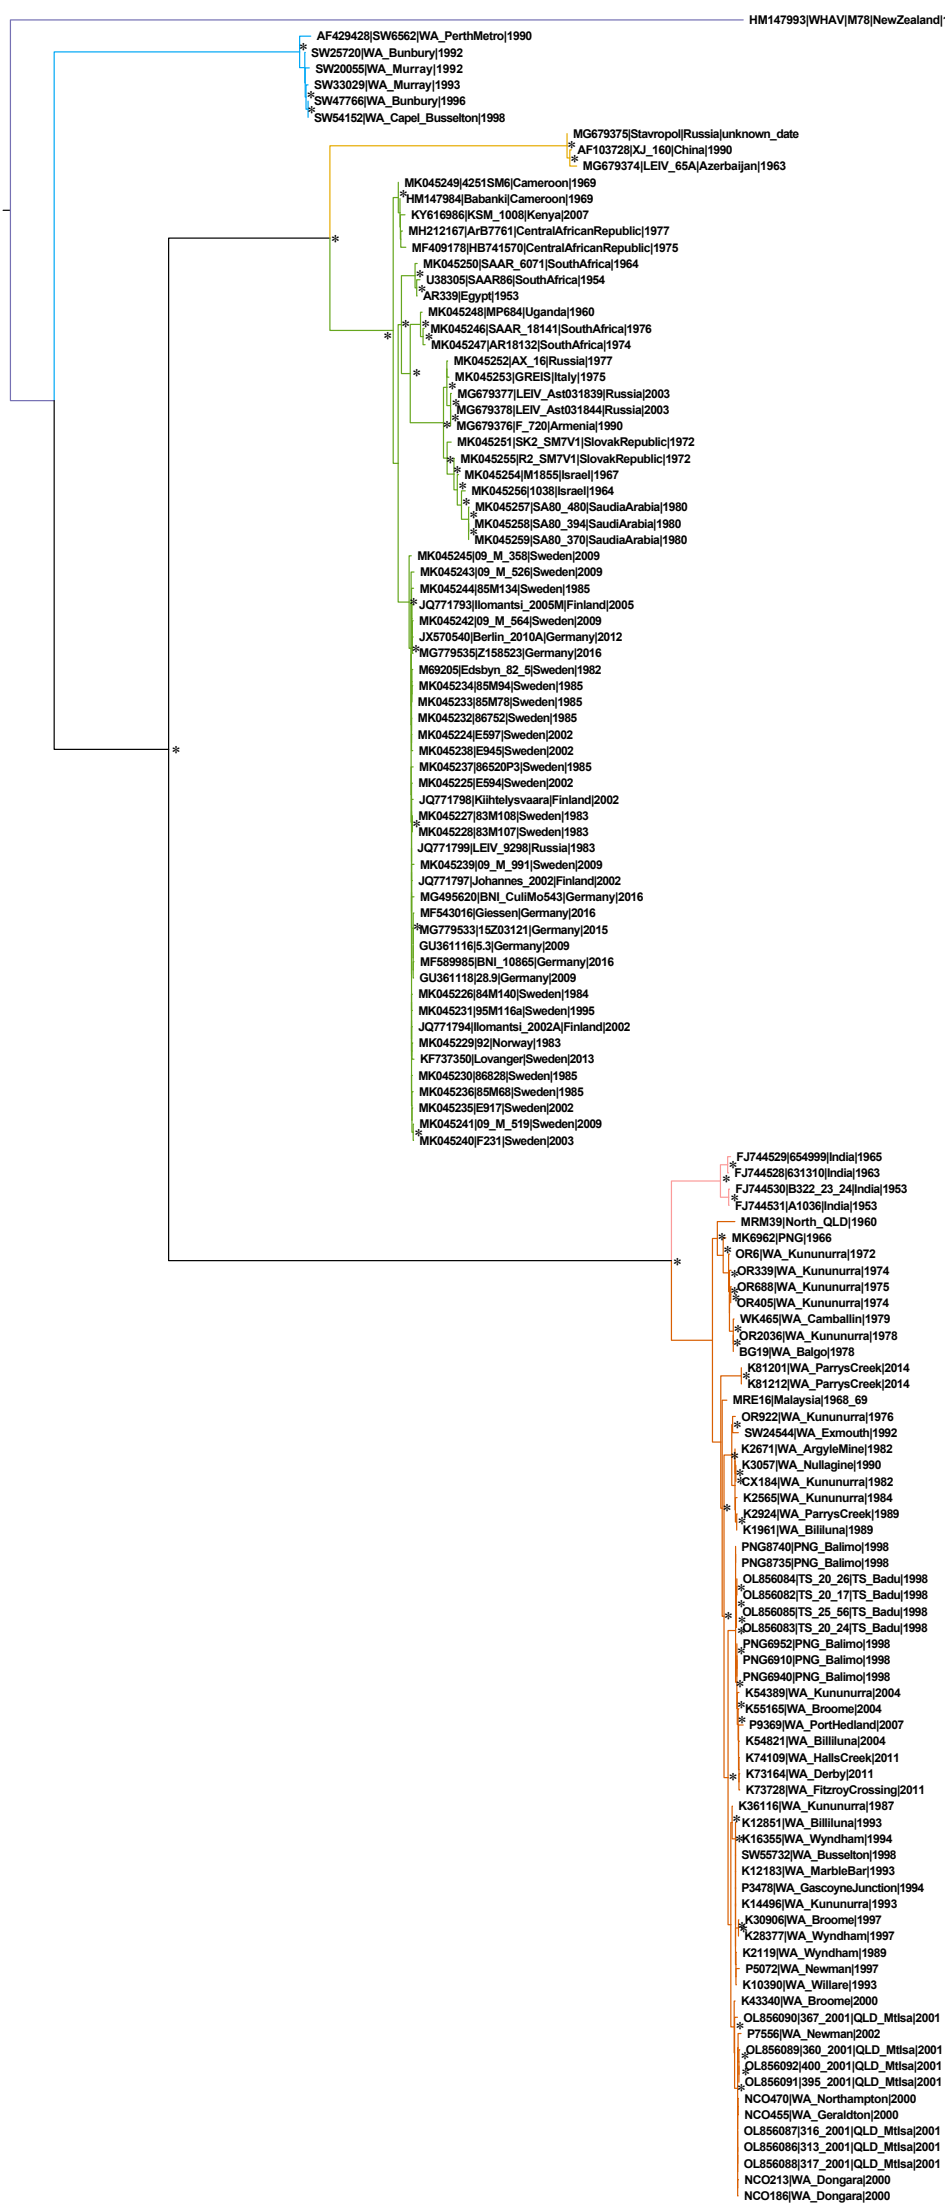 HM147993|WHAV|M78|NewZealand|
AF429428|SW6562|WA_PerthMetro|1990
SW25720|WA_Bunbury|1992
SW20055|WA_Murray|1992
SW33029|WA_Murray|1993
SW47766|WA_Bunbury|1996
SW54152|WA_Capel_Busselton|1998
MG679375|Stavropol|Russia|unknown_date
AF103728|XJ_160|China|1990
MG679374|LEIV_65A|Azerbaijan|1963
MK045249|4251SM6|Cameroon|1969
HM147984|Babanki|Cameroon|1969
KY616986|KSM_1008|Kenya|2007
MH212167|ArB7761|CentralAfricanRepublic|1977
MF409178|HB741570|CentralAfricanRepublic|1975
MK045250|SAAR_6071|SouthAfrica|1964
U38305|SAAR86|SouthAfrica|1954
AR339|Egypt|1953
MK045248|MP684|Uganda|1960
MK045246|SAAR_18141|SouthAfrica|1976
MK045247|AR18132|SouthAfrica|1974
MK045252|AX_16|Russia|1977
MK045253|GREIS|Italy|1975
MG679377|LEIV_Ast031839|Russia|2003
MG679378|LEIV_Ast031844|Russia|2003
MG679376|F_720|Armenia|1990
MK045251|SK2_SM7V1|SlovakRepublic|1972
MK045255|R2_SM7V1|SlovakRepublic|1972
MK045254|M1855|Israel|1967
MK045256|1038|Israel|1964
MK045257|SA80_480|SaudiaArabia|1980
MK045258|SA80_394|SaudiArabia|1980
MK045259|SA80_370|SaudiaArabia|1980
MK045245|09_M_358|Sweden|2009
MK045243|09_M_526|Sweden|2009
MK045244|85M134|Sweden|1985
JQ771793|Ilomantsi_2005M|Finland|2005
MK045242|09_M_564|Sweden|2009
JX570540|Berlin_2010A|Germany|2012
MG779535|Z158523|Germany|2016
M69205|Edsbyn_82_5|Sweden|1982
MK045234|85M94|Sweden|1985
MK045233|85M78|Sweden|1985
MK045232|86752|Sweden|1985
MK045224|E597|Sweden|2002
MK045238|E945|Sweden|2002
MK045237|86520P3|Sweden|1985
MK045225|E594|Sweden|2002
JQ771798|Kiihtelysvaara|Finland|2002
MK045227|83M108|Sweden|1983
MK045228|83M107|Sweden|1983
JQ771799|LEIV_9298|Russia|1983
MK045239|09_M_991|Sweden|2009
JQ771797|Johannes_2002|Finland|2002
MG495620|BNI_CuliMo543|Germany|2016
MF543016|Giessen|Germany|2016
MG779533|15Z03121|Germany|2015
GU361116|5.3|Germany|2009
MF589985|BNI_10865|Germany|2016
GU361118|28.9|Germany|2009
MK045226|84M140|Sweden|1984
MK045231|95M116a|Sweden|1995
JQ771794|Ilomantsi_2002A|Finland|2002
MK045229|92|Norway|1983
KF737350|Lovanger|Sweden|2013
MK045230|86828|Sweden|1985
MK045236|85M68|Sweden|1985
MK045235|E917|Sweden|2002
MK045241|09_M_519|Sweden|2009
MK045240|F231|Sweden|2003
FJ744529|654999|India|1965
FJ744528|631310|India|1963
FJ744530|B322_23_24|India|1953
FJ744531|A1036|India|1953
MRM39|North_QLD|1960
MK6962|PNG|1966
OR6|WA_Kununurra|1972
OR339|WA_Kununurra|1974
OR688|WA_Kununurra|1975
OR405|WA_Kununurra|1974
WK465|WA_Camballin|1979
OR2036|WA_Kununurra|1978
BG19|WA_Balgo|1978
K81201|WA_ParrysCreek|2014
K81212|WA_ParrysCreek|2014
MRE16|Malaysia|1968_69
OR922|WA_Kununurra|1976
SW24544|WA_Exmouth|1992
K2671|WA_ArgyleMine|1982
K3057|WA_Nullagine|1990
CX184|WA_Kununurra|1982
K2565|WA_Kununurra|1984
K2924|WA_ParrysCreek|1989
K1961|WA_Bililuna|1989
PNG8740|PNG_Balimo|1998
PNG8735|PNG_Balimo|1998
OL856084|TS_20_26|TS_Badu|1998
OL856082|TS_20_17|TS_Badu|1998
OL856085|TS_25_56|TS_Badu|1998
OL856083|TS_20_24|TS_Badu|1998
PNG6952|PNG_Balimo|1998
PNG6910|PNG_Balimo|1998
PNG6940|PNG_Balimo|1998
K54389|WA_Kununurra|2004
K55165|WA_Broome|2004
P9369|WA_PortHedland|2007
K54821|WA_Billiluna|2004
K74109|WA_HallsCreek|2011
K73164|WA_Derby|2011
K73728|WA_FitzroyCrossing|2011
K36116|WA_Kununurra|1987
K12851|WA_Billiluna|1993
K16355|WA_Wyndham|1994
SW55732|WA_Busselton|1998
K12183|WA_MarbleBar|1993
P3478|WA_GascoyneJunction|1994
K14496|WA_Kununurra|1993
K30906|WA_Broome|1997
K28377|WA_Wyndham|1997
K2119|WA_Wyndham|1989
P5072|WA_Newman|1997
K10390|WA_Willare|1993
K43340|WA_Broome|2000
OL856090|367_2001|QLD_MtIsa|2001
P7556|WA_Newman|2002
OL856089|360_2001|QLD_MtIsa|2001
OL856092|400_2001|QLD_MtIsa|2001
OL856091|395_2001|QLD_MtIsa|2001
NCO470|WA_Northampton|2000
NCO455|WA_Geraldton|2000
OL856087|316_2001|QLD_MtIsa|2001
OL856086|313_2001|QLD_MtIsa|2001
OL856088|317_2001|QLD_MtIsa|2001
NCO213|WA_Dongara|2000
NCO186|WA_Dongara|2000